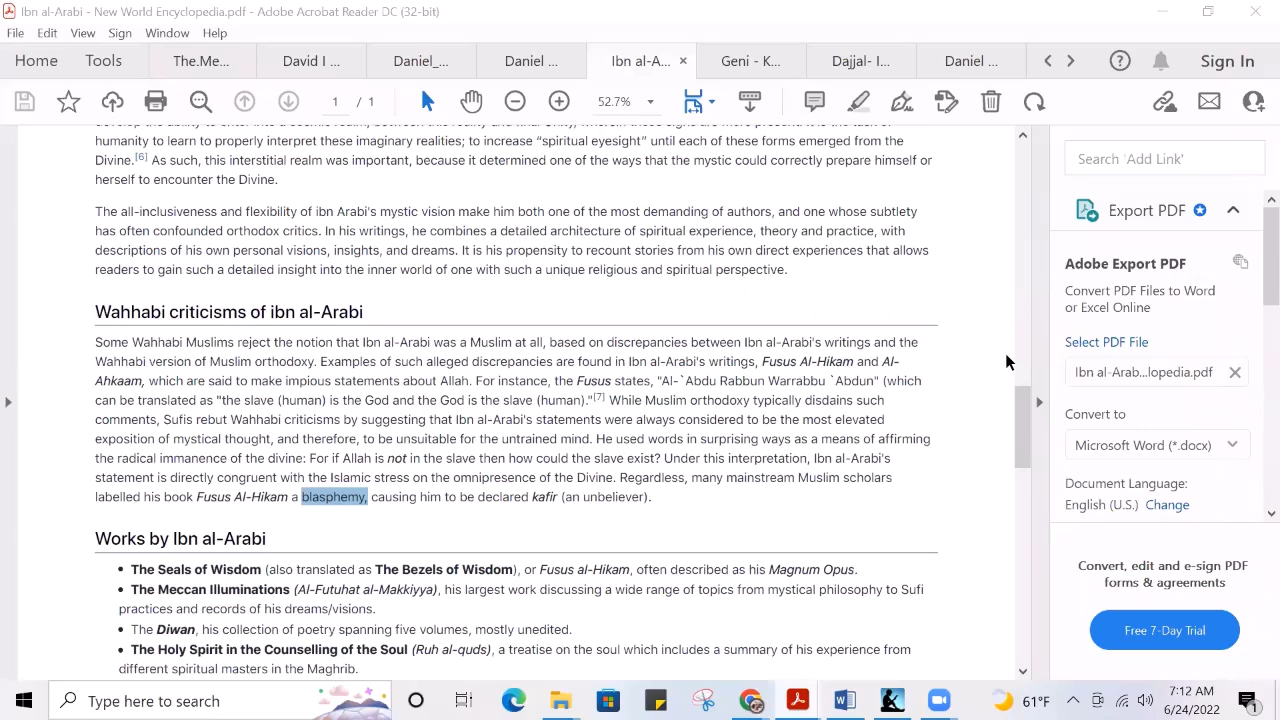 Ibn al-Arabi - New World Encyclopedia.pdf - Adobe Acrobat Reader DC (32-bit)
File Edit View Sign Window Help
Home Tools The.Me... David I ... Daniel_... Daniel ... Ibn al-A... × Geni - K... Dajjal- I... Daniel ... Sign In
1 / 1 52.7%
humanity to learn to properly interpret these imaginary realities; to increase “spiritual eyesight” until each of these forms emerged from the
Divine.[6] As such, this interstitial realm was important, because it determined one of the ways that the mystic could correctly prepare himself or
herself to encounter the Divine.
The all-inclusiveness and flexibility of ibn Arabi's mystic vision make him both one of the most demanding of authors, and one whose subtlety
has often confounded orthodox critics. In his writings, he combines a detailed architecture of spiritual experience, theory and practice, with
descriptions of his own personal visions, insights, and dreams. It is his propensity to recount stories from his own direct experiences that allows
readers to gain such a detailed insight into the inner world of one with such a unique religious and spiritual perspective.
Wahhabi criticisms of ibn al-Arabi
Some Wahhabi Muslims reject the notion that Ibn al-Arabi was a Muslim at all, based on discrepancies between Ibn al-Arabi's writings and the
Wahhabi version of Muslim orthodoxy. Examples of such alleged discrepancies are found in Ibn al-Arabi's writings, Fusus Al-Hikam and Al-
Ahkaam, which are said to make impious statements about Allah. For instance, the Fusus states, "Al-`Abdu Rabbun Warrabbu `Abdun" (which
can be translated as "the slave (human) is the God and the God is the slave (human)."[7] While Muslim orthodoxy typically disdains such
comments, Sufis rebut Wahhabi criticisms by suggesting that Ibn al-Arabi's statements were always considered to be the most elevated
exposition of mystical thought, and therefore, to be unsuitable for the untrained mind. He used words in surprising ways as a means of affirming
the radical immanence of the divine: For if Allah is not in the slave then how could the slave exist? Under this interpretation, Ibn al-Arabi's
statement is directly congruent with the Islamic stress on the omnipresence of the Divine. Regardless, many mainstream Muslim scholars
labelled his book Fusus Al-Hikam a blasphemy, causing him to be declared kafir (an unbeliever).
Works by Ibn al-Arabi
• The Seals of Wisdom (also translated as The Bezels of Wisdom), or Fusus al-Hikam, often described as his Magnum Opus.
• The Meccan Illuminations (Al-Futuhat al-Makkiyya), his largest work discussing a wide range of topics from mystical philosophy to Sufi
practices and records of his dreams/visions.
• The Diwan, his collection of poetry spanning five volumes, mostly unedited.
• The Holy Spirit in the Counselling of the Soul (Ruh al-quds), a treatise on the soul which includes a summary of his experience from
different spiritual masters in the Maghrib.
Search 'Add Link'
Export PDF
Adobe Export PDF
Convert PDF Files to Word
or Excel Online
Select PDF File
Ibn al-Arab...lopedia.pdf
Convert to
Microsoft Word (*.docx)
Document Language:
English (U.S.) Change
Convert, edit and e-sign PDF
forms & agreements
Free 7-Day Trial
Type here to search
61°F
7:12 AM
6/24/2022
1